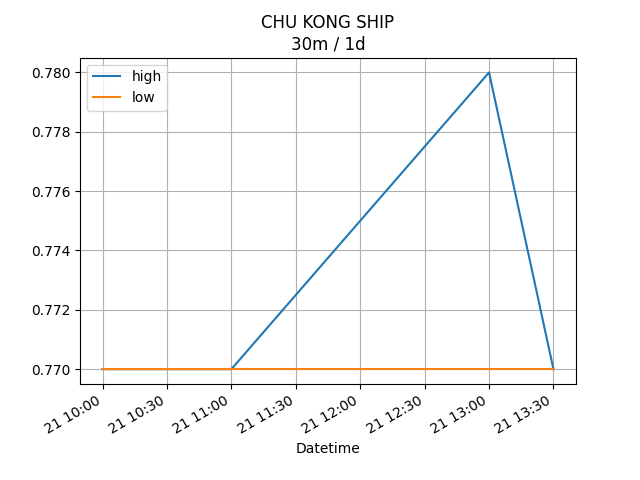 CHU KONG SHIP
30m / 1d
high
low
0.780
0.778
0.776
0.774
0.772
0.770
21 10:00
21 10:30
21 11:00
21 11:30
21 12:00
21 12:30
21 13:00
21 13:30
Datetime